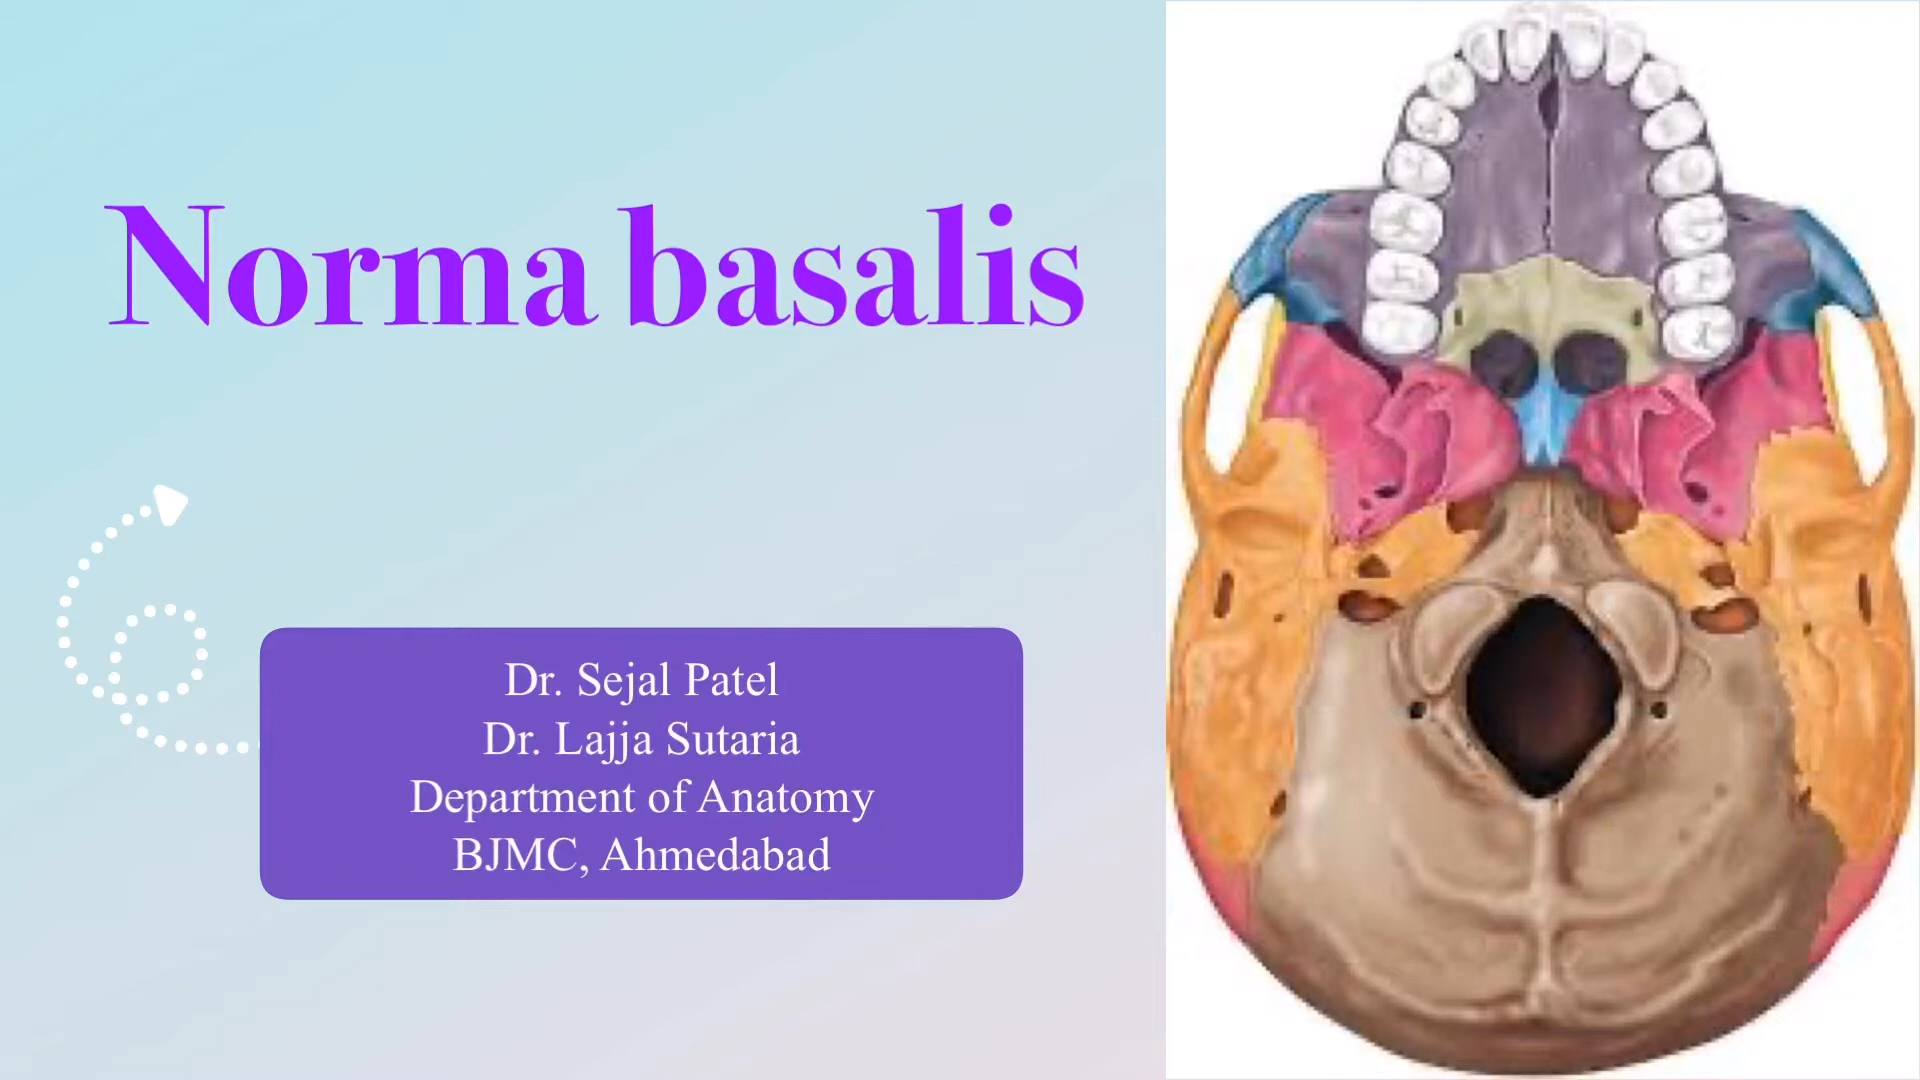 Norma basalis
Dr. Sejal Patel
Dr. Lajja Sutaria
Department of Anatomy
BJMC, Ahmedabad